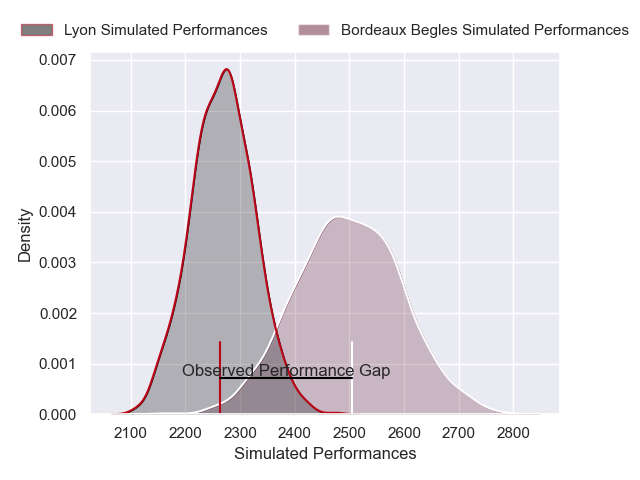 Lyon Simulated Performances
Bordeaux Begles Simulated Performances
0.007
0.006
0.005
0.004
0.003
0.002
0.001
0.000
Density
Observed Performance Gap
2100 2200 2300 2400 2500 2600 2700 2800
Simulated Performances